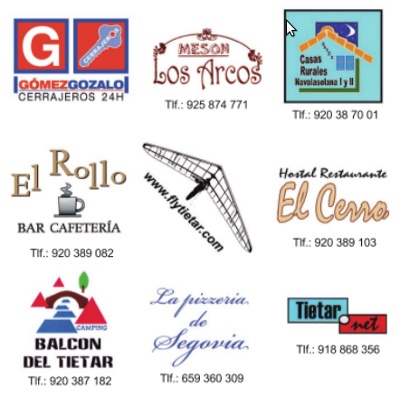 G
CERRAJEROS
GÓMEZGOZALO
CERRAJEROS 24H
MESON
Los Arcos
Tlf.: 925 874 771
Casas
Rurales
Navalasolana I y II
Tlf.: 920 38 70 01
El Rollo
BAR CAFETERÍA
Tlf.: 920 389 082
www.flytietar.com
Hostal Restaurante
El Cerro
Tlf.: 920 389 103
CAMPING
BALCON
DEL TIETAR
Tlf.: 920 387 182
La pizzeria
de
Segovia
Tlf.: 659 360 309
Tietar
.net
Tlf.: 918 868 356